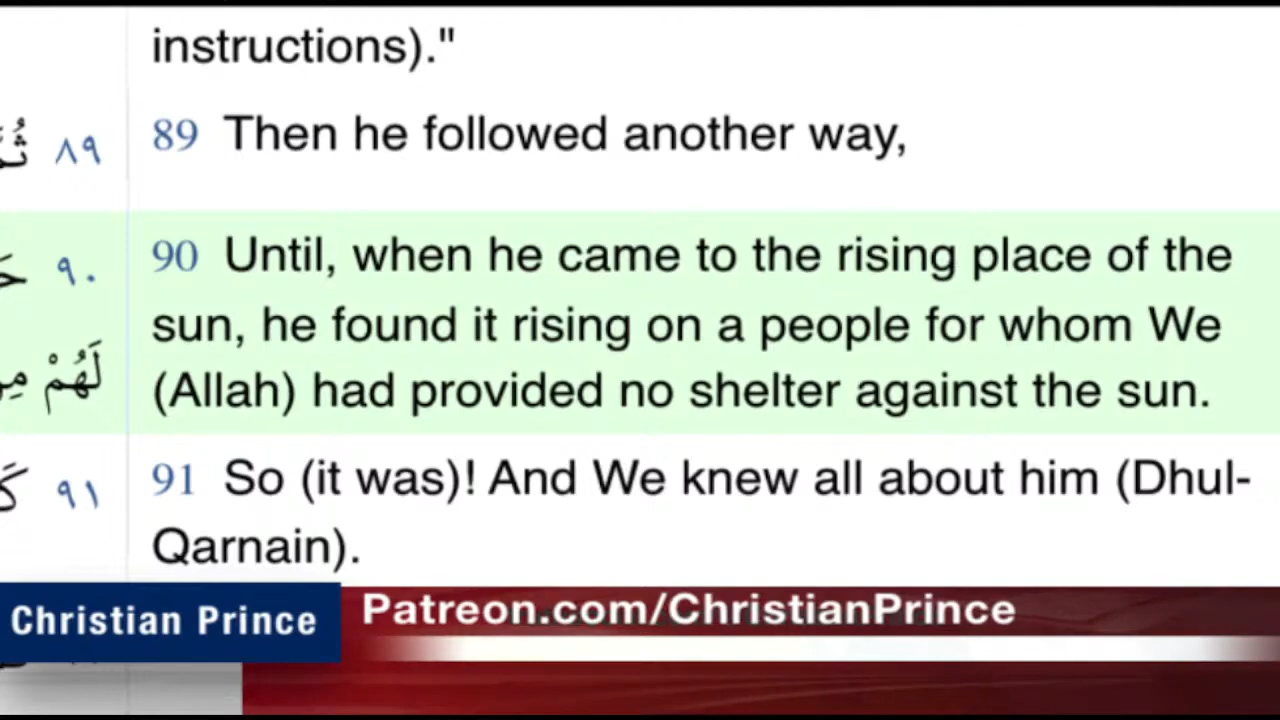 instructions)."
٨٩ 89 Then he followed another way,
٩٠ 90 Until, when he came to the rising place of the
sun, he found it rising on a people for whom We
لَهُمْ (Allah) had provided no shelter against the sun.
٩١ 91 So (it was)! And We knew all about him (Dhul-
Qarnain).
Christian Prince
Patreon.com/ChristianPrince